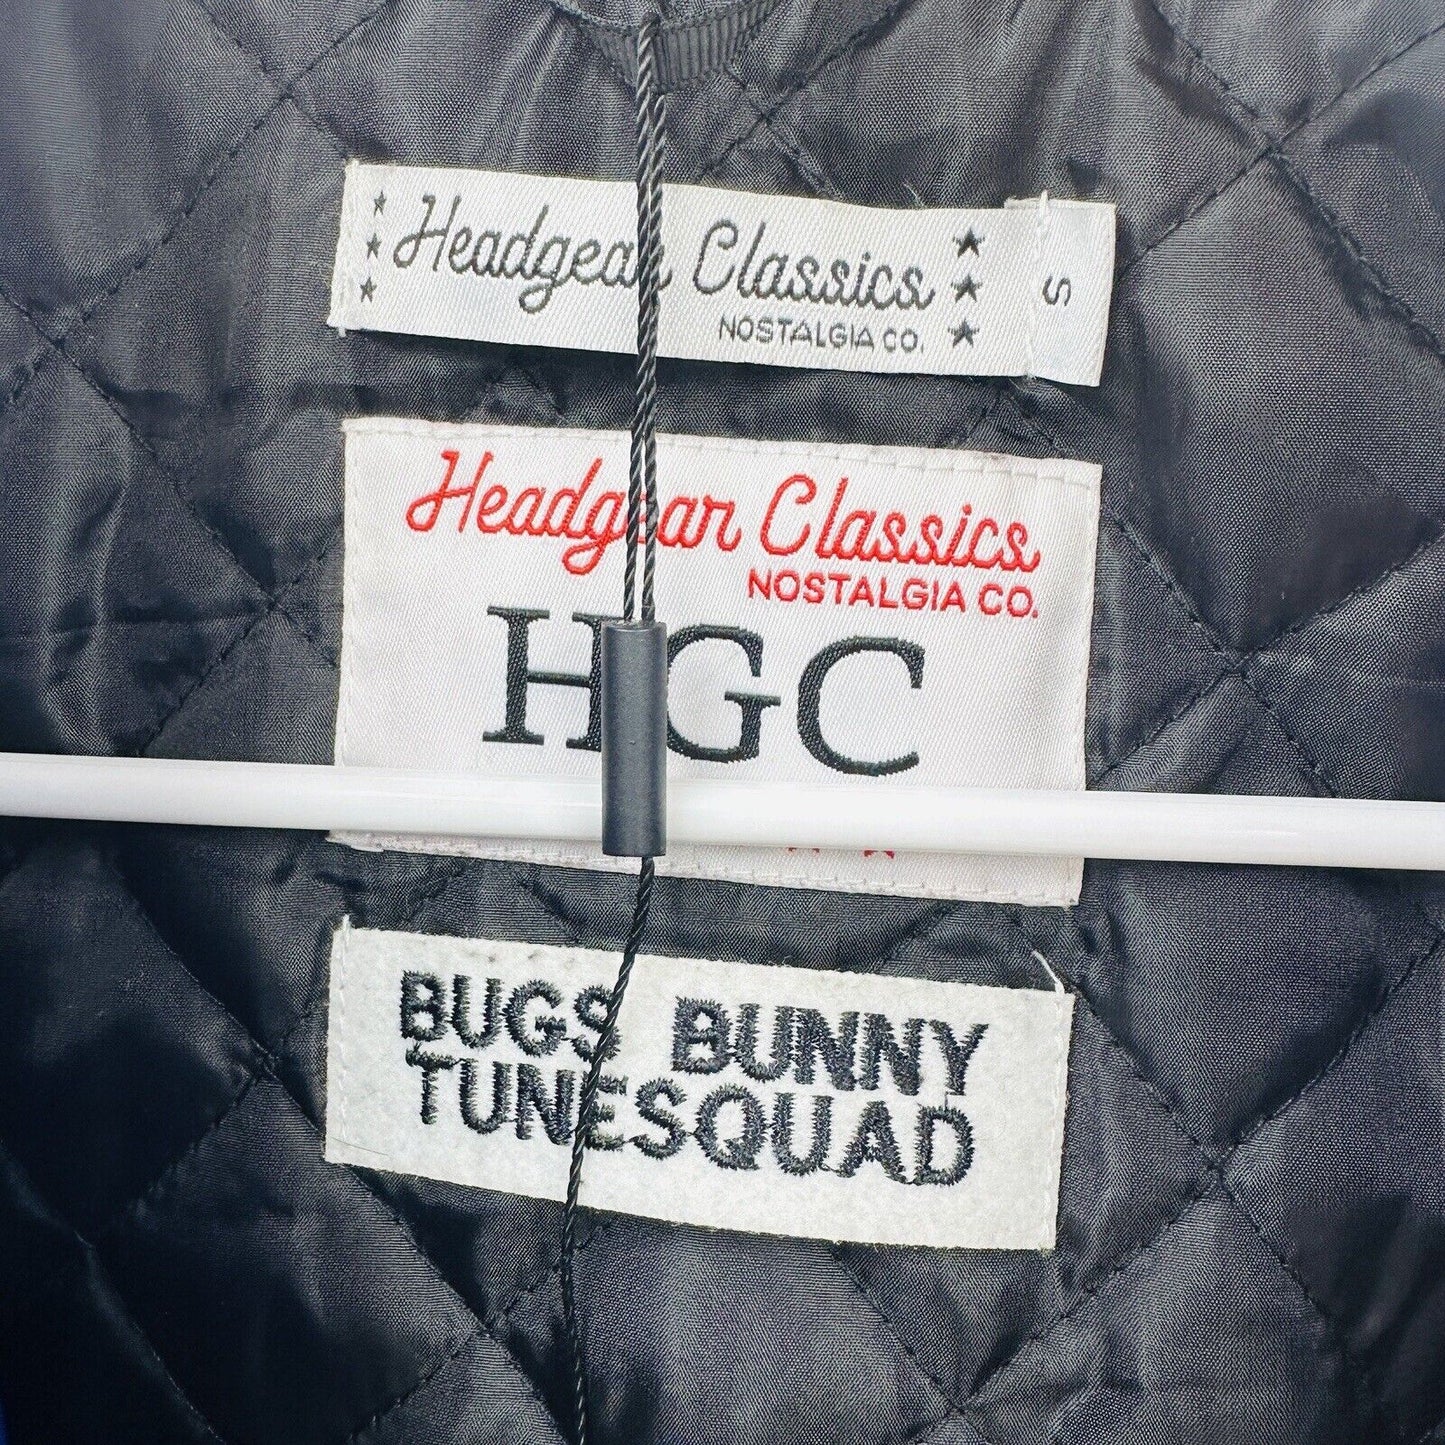 Headgear Classics
NOSTALGIA CO.
S
Headgear Classics
NOSTALGIA CO.
HGC
BUGS BUNNY
TUNESQUAD